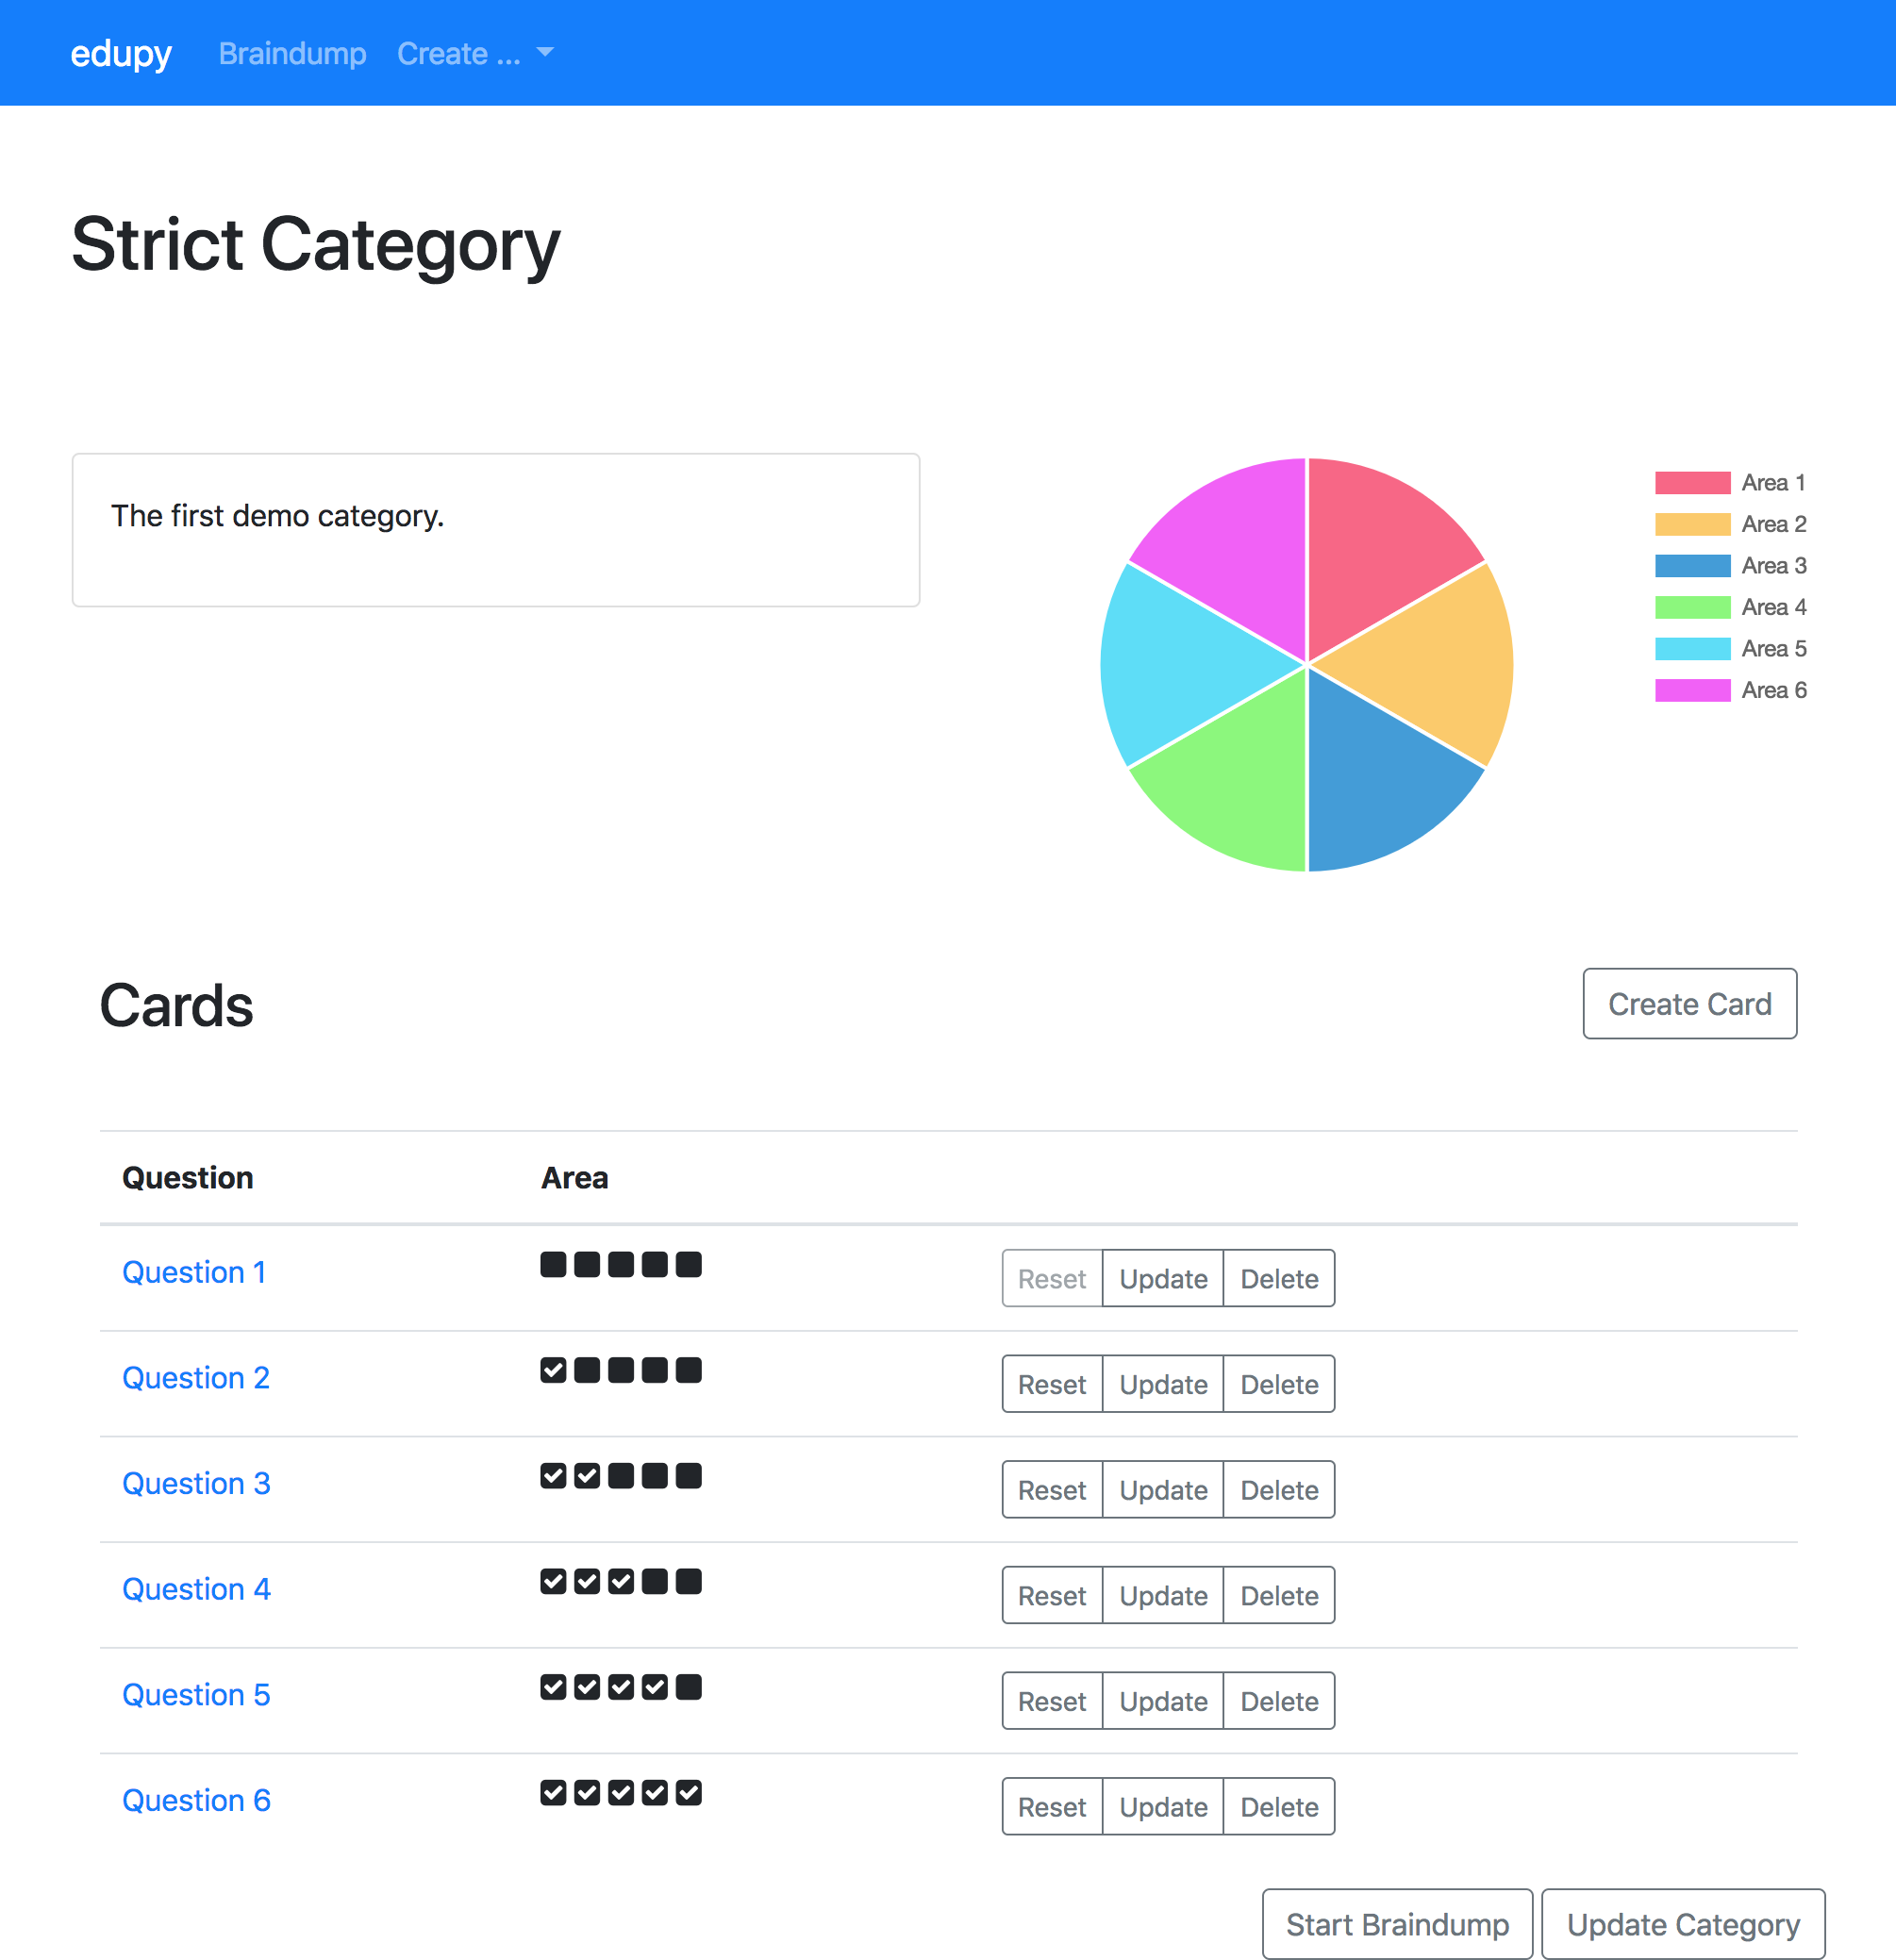 edupy Braindump Create ...
Strict Category
The first demo category.
Area 1
Area 2
Area 3
Area 4
Area 5
Area 6
Cards Create Card
Question Area
Question 1 Reset Update Delete
Question 2 Reset Update Delete
Question 3 Reset Update Delete
Question 4 Reset Update Delete
Question 5 Reset Update Delete
Question 6 Reset Update Delete
Start Braindump Update Category